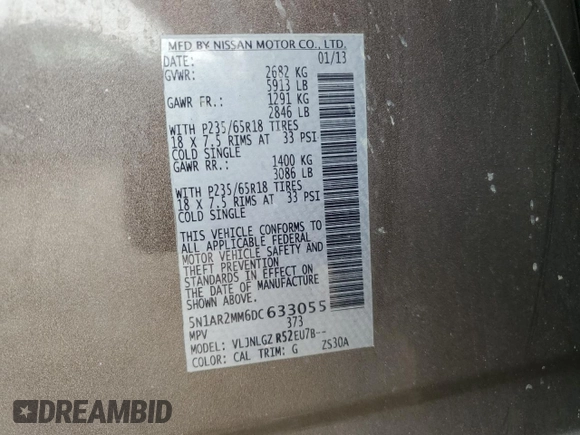 MFD BY NISSAN MOTOR CO., LTD.
DATE: 01/13
GVWR: 2682 KG
5913 LB
GAWR FR.: 1291 KG
2846 LB
WITH P235/65R18 TIRES
18 X 7.5 RIMS AT 33 PSI
COLD SINGLE
GAWR RR.: 1400 KG
3086 LB
WITH P235/65R18 TIRES
18 X 7.5 RIMS AT 33 PSI
COLD SINGLE
THIS VEHICLE CONFORMS TO
ALL APPLICABLE FEDERAL
MOTOR VEHICLE SAFETY AND
THEFT PREVENTION
STANDARDS IN EFFECT ON
THE DATE OF MANUFACTURE
SHOWN ABOVE.
5N1AR2MM6DC633055
MPV 373
MODEL: VLJNLGZ R52EU7B--
COLOR: CAL TRIM: G ZS30A
DREAMBID